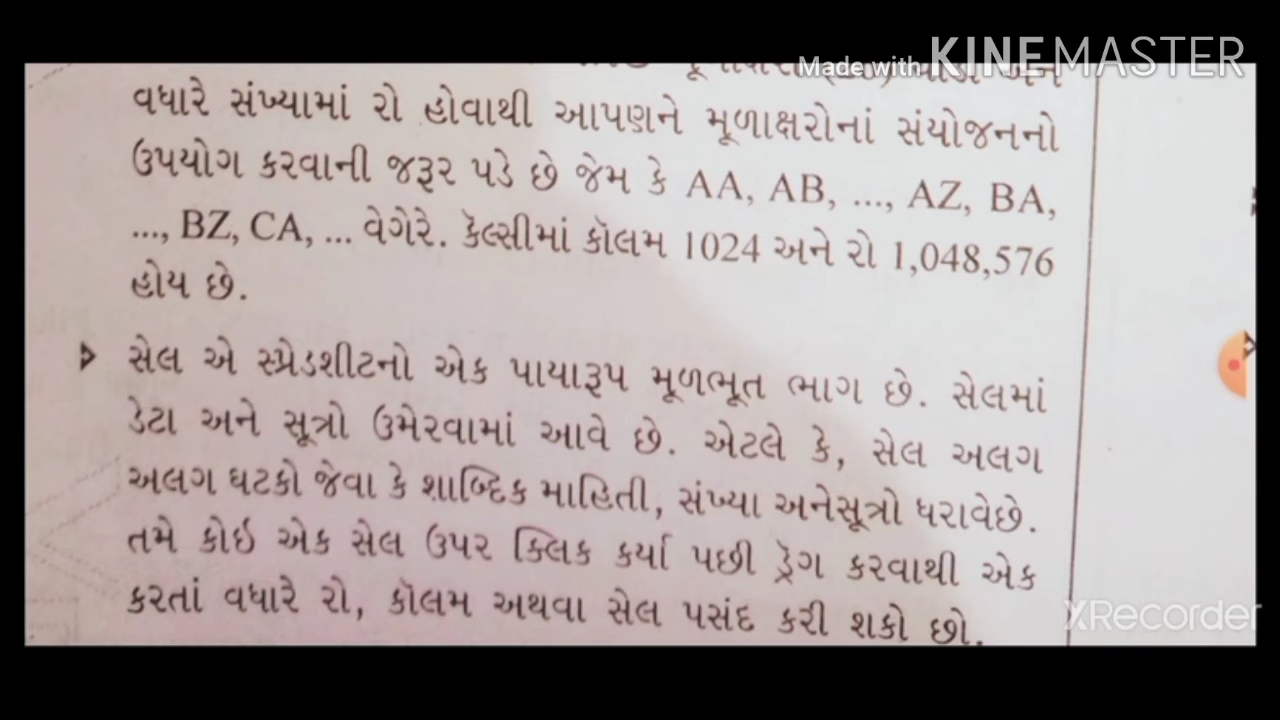 Made with KINEMASTER
વધારે સંખ્યામાં રો હોવાથી આપણને મૂળાક્ષરોનાં સંયોજનનો
ઉપયોગ કરવાની જરૂર પડે છે જેમ કે AA, AB, ..., AZ, BA,
..., BZ, CA, ... વેગેરે. કૅલ્સીમાં કૉલમ 1024 અને રો 1,048,576
હોય છે.
સેલ એ સ્પ્રેડશીટનો એક પાયારૂપ મૂળભૂત ભાગ છે. સેલમાં
ડેટા અને સૂત્રો ઉમેરવામાં આવે છે. એટલે કે, સેલ અલગ
અલગ ઘટકો જેવા કે શાબ્દિક માહિતી, સંખ્યા અનેસૂત્રો ધરાવેછે.
તમે કોઇ એક સેલ ઉપર ક્લિક કર્યા પછી ડ્રેગ કરવાથી એક
કરતાં વધારે રો, કૉલમ અથવા સેલ પસંદ કરી શકો છો.
XRecorder